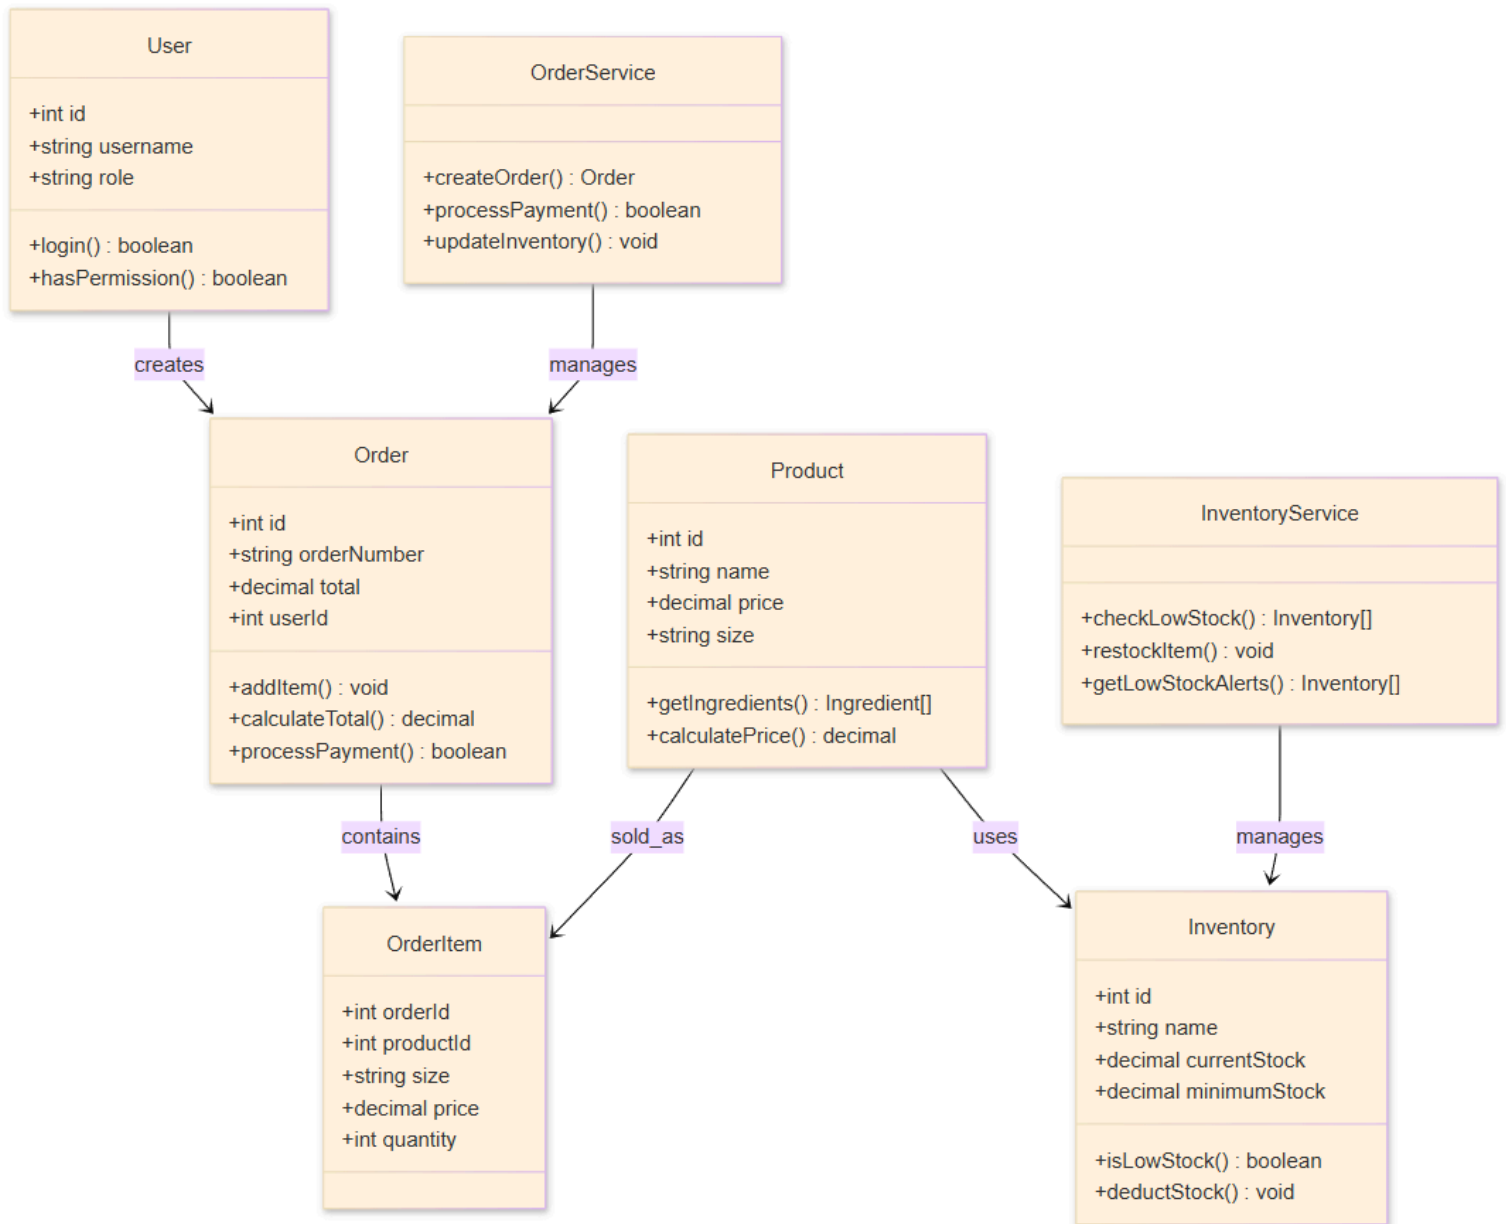 User
+int id
+string username
+string role
+login() : boolean
+hasPermission() : boolean
OrderService
+createOrder() : Order
+processPayment() : boolean
+updateInventory() : void
creates
manages
Order
+int id
+string orderNumber
+decimal total
+int userId
+addItem() : void
+calculateTotal() : decimal
+processPayment() : boolean
Product
+int id
+string name
+decimal price
+string size
+getIngredients() : Ingredient[]
+calculatePrice() : decimal
InventoryService
+checkLowStock() : Inventory[]
+restockItem() : void
+getLowStockAlerts() : Inventory[]
contains
sold_as
uses
manages
OrderItem
+int orderId
+int productId
+string size
+decimal price
+int quantity
Inventory
+int id
+string name
+decimal currentStock
+decimal minimumStock
+isLowStock() : boolean
+deductStock() : void